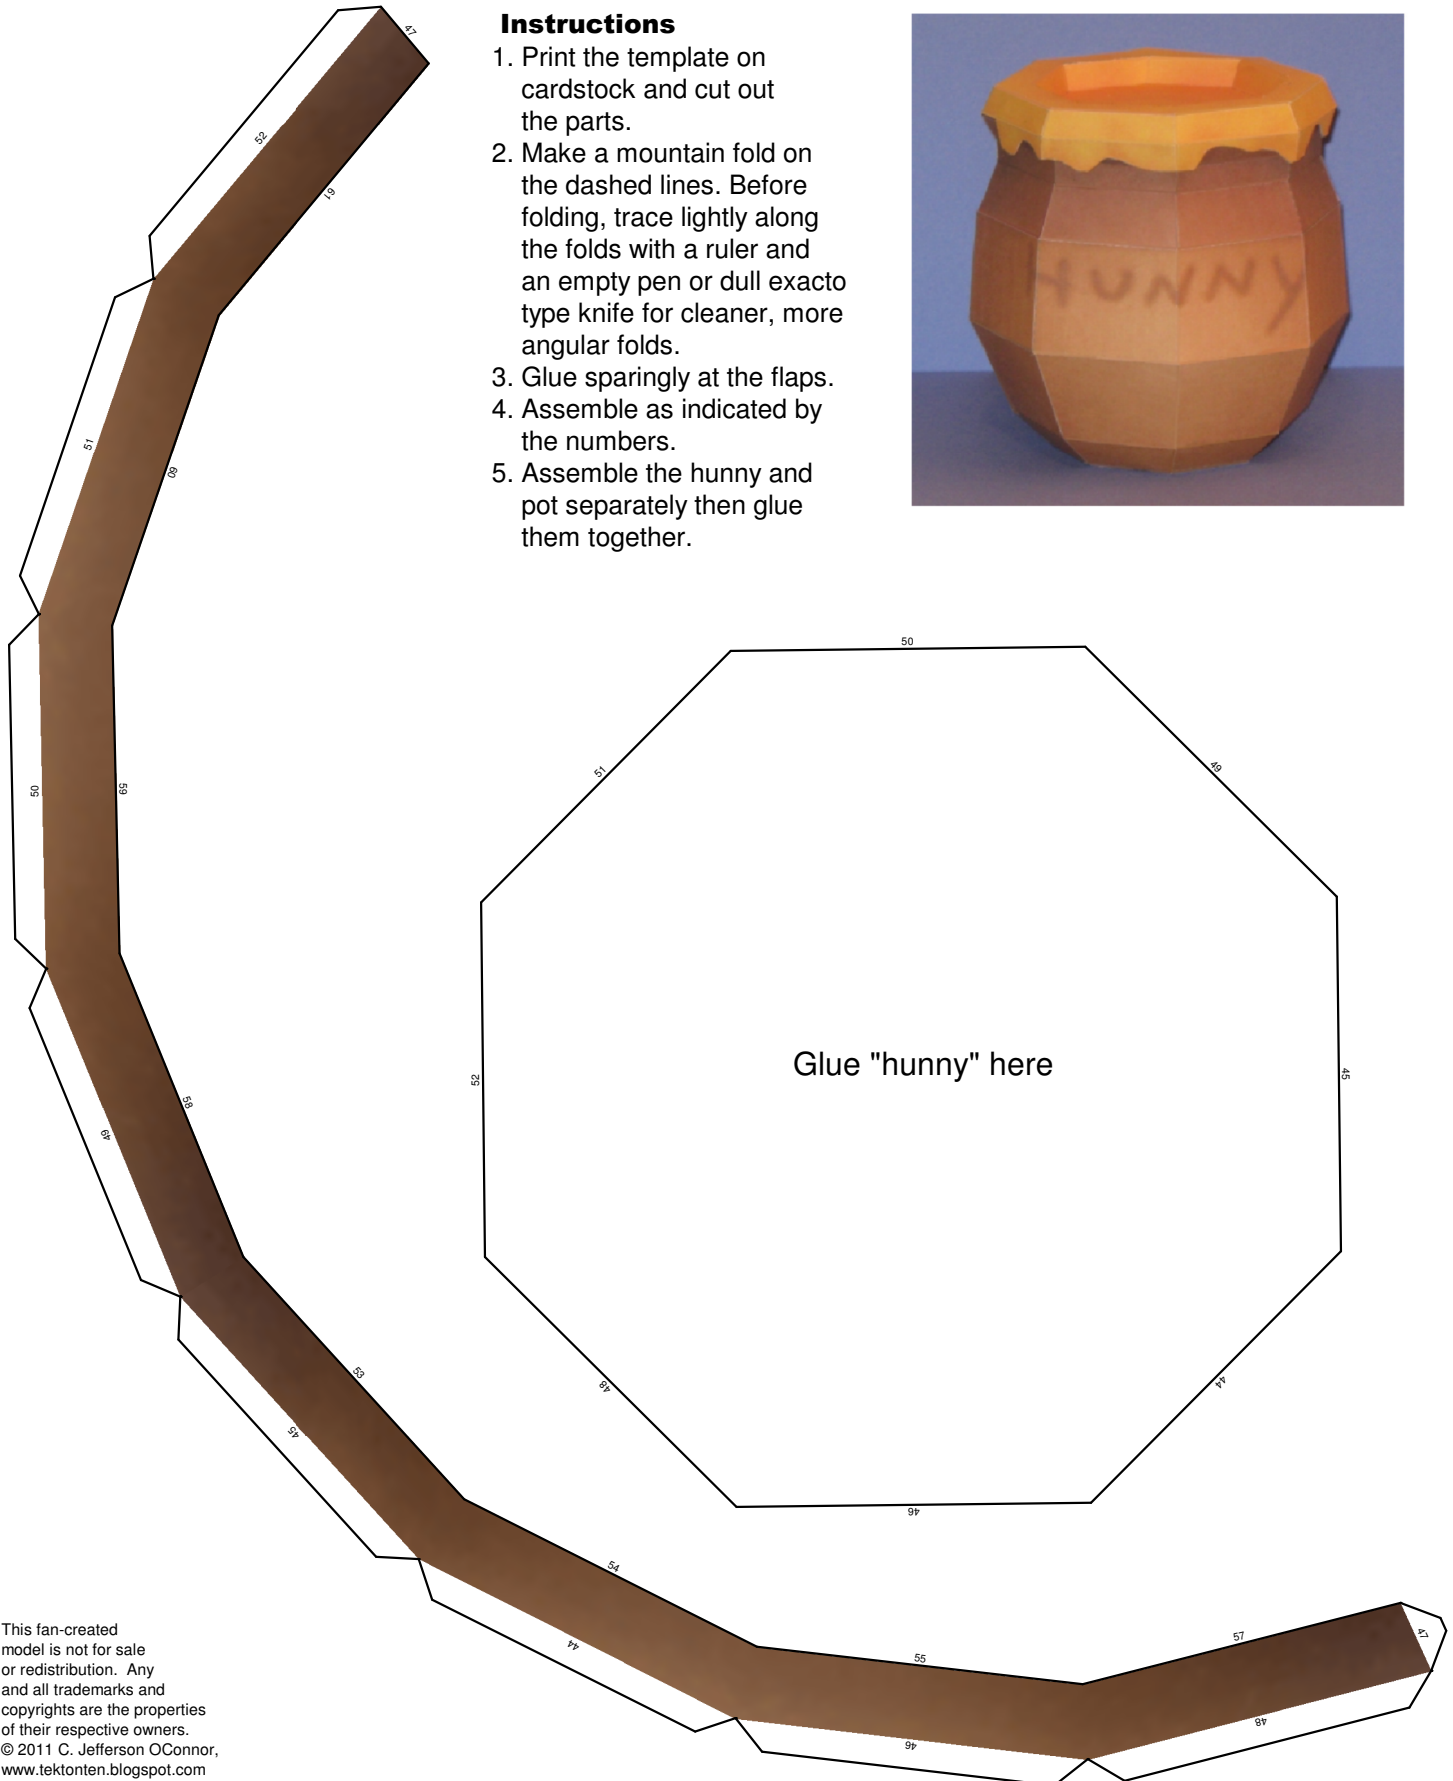 Instructions
1. Print the template on
cardstock and cut out
the parts.
2. Make a mountain fold on
the dashed lines. Before
folding, trace lightly along
the folds with a ruler and
an empty pen or dull exacto
type knife for cleaner, more
angular folds.
3. Glue sparingly at the flaps.
4. Assemble as indicated by
the numbers.
5. Assemble the hunny and
pot separately then glue
them together.
HUNNY
47
52
61
51
60
50
59
49
58
45
53
44
54
46
55
48
57
47
50
51
49
52
45
48
44
46
Glue "hunny" here
This fan-created
model is not for sale
or redistribution. Any
and all trademarks and
copyrights are the properties
of their respective owners.
© 2011 C. Jefferson OConnor,
www.tektonten.blogspot.com